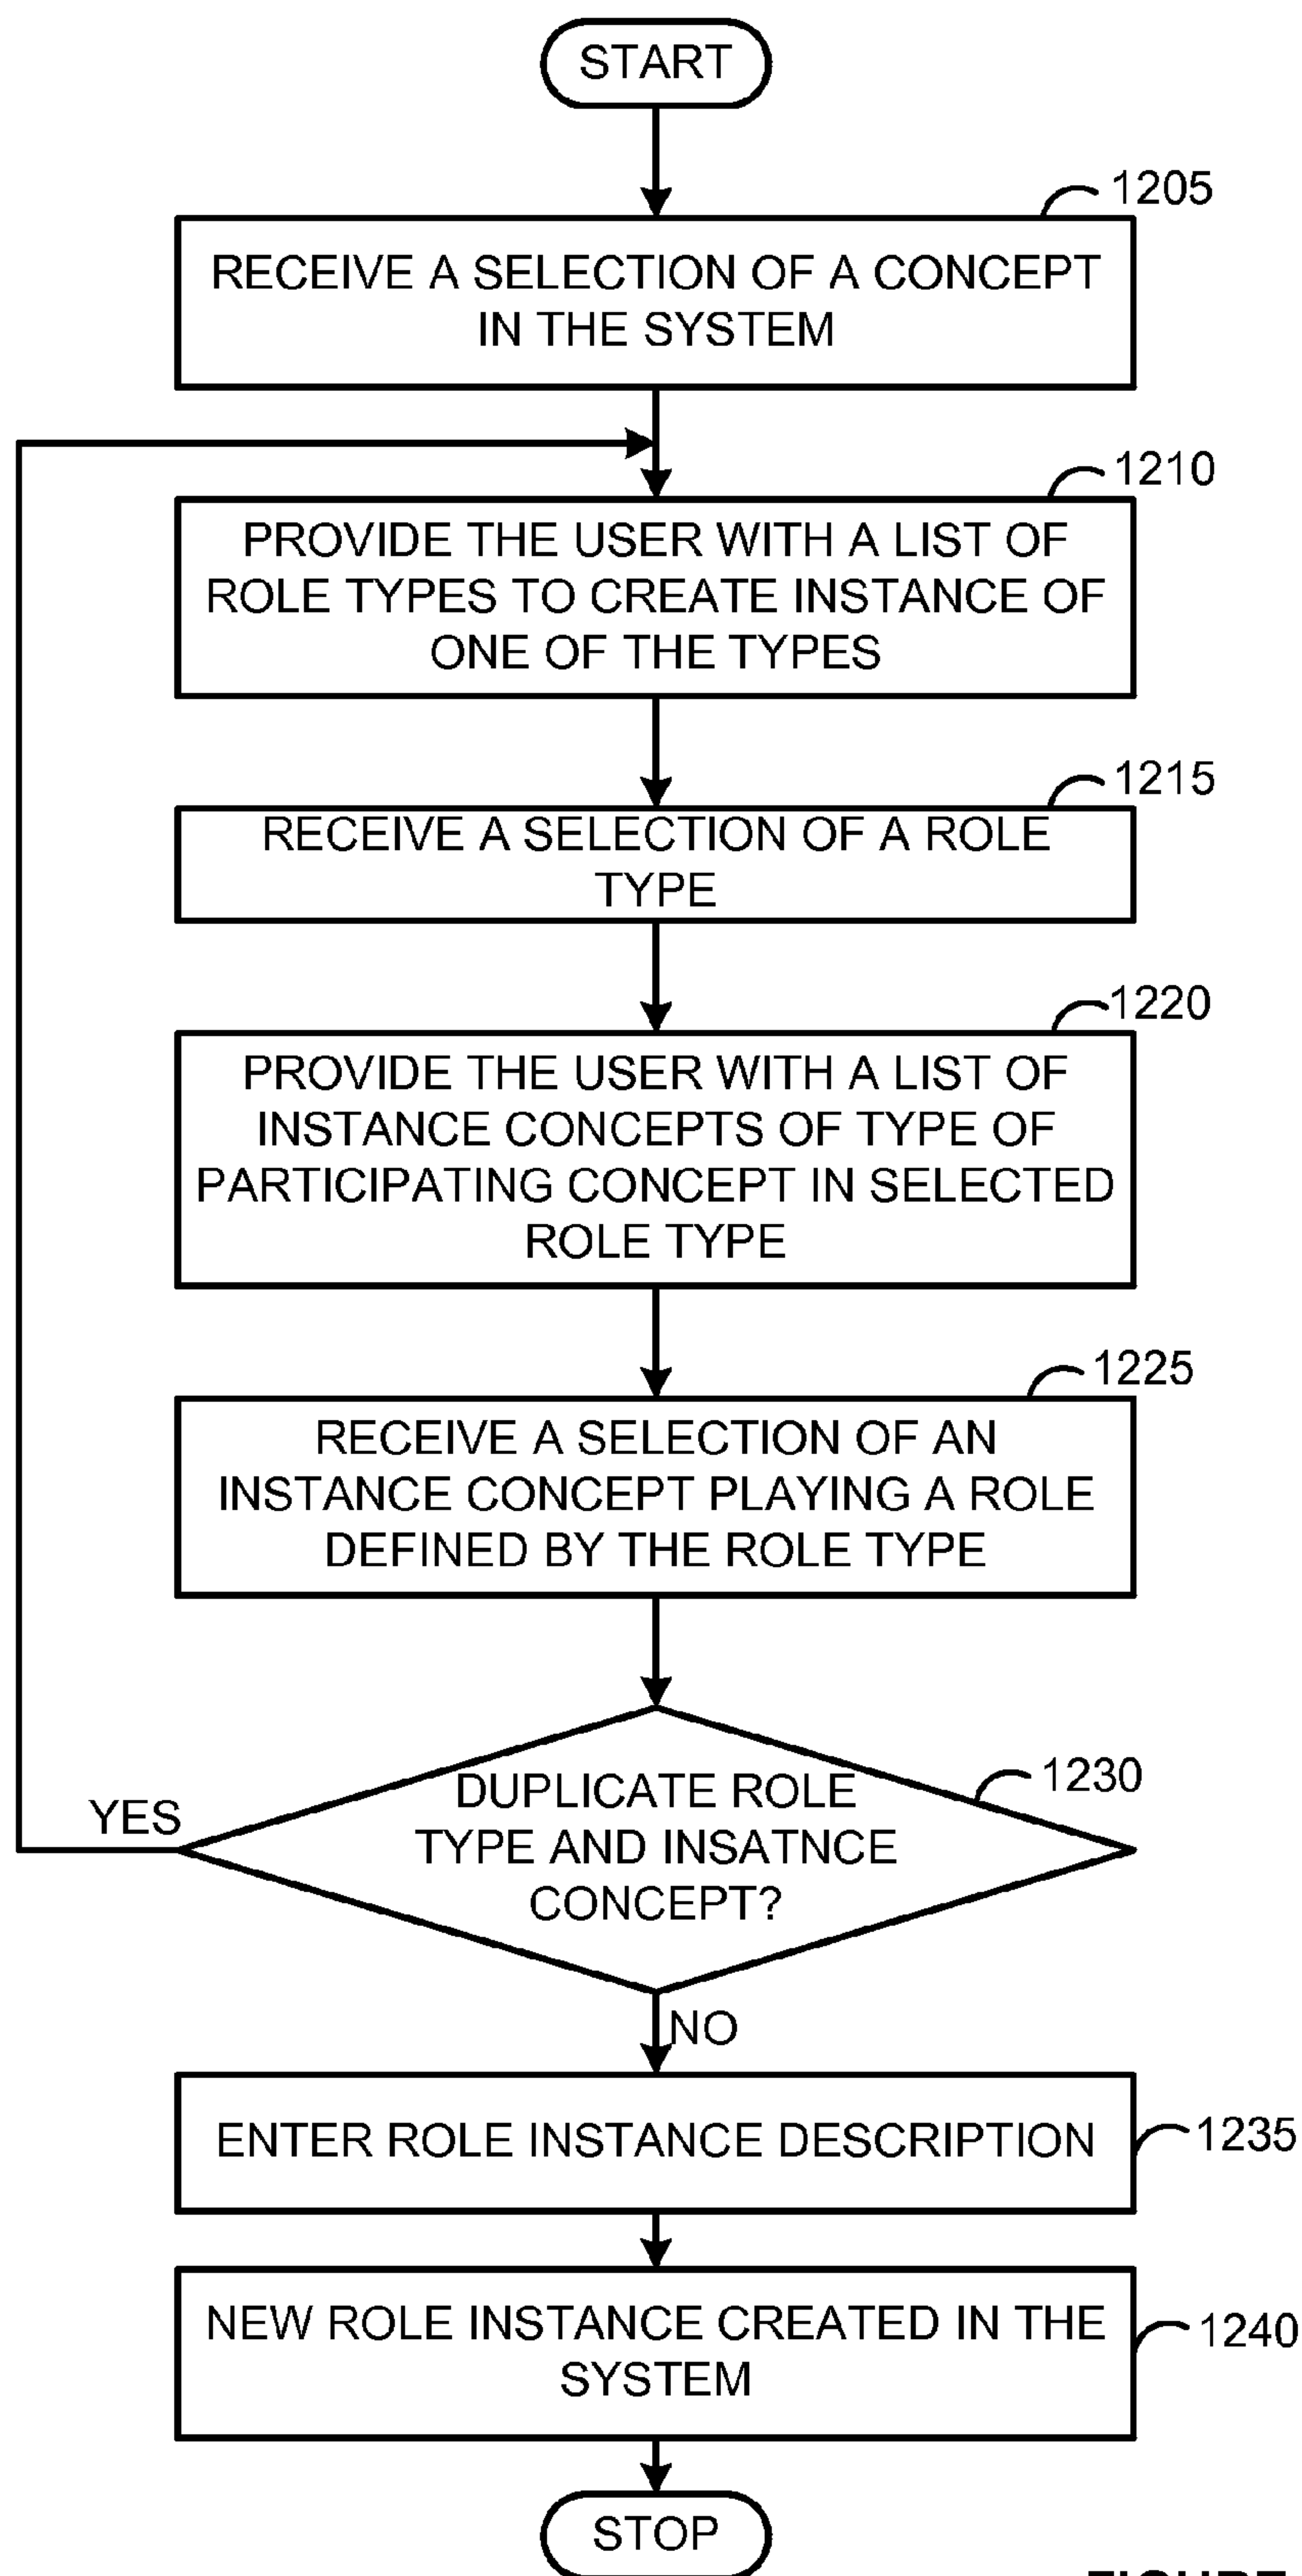 START
1205
RECEIVE A SELECTION OF A CONCEPT
IN THE SYSTEM
1210
PROVIDE THE USER WITH A LIST OF
ROLE TYPES TO CREATE INSTANCE OF
ONE OF THE TYPES
1215
RECEIVE A SELECTION OF A ROLE
TYPE
1220
PROVIDE THE USER WITH A LIST OF
INSTANCE CONCEPTS OF TYPE OF
PARTICIPATING CONCEPT IN SELECTED
ROLE TYPE
1225
RECEIVE A SELECTION OF AN
INSTANCE CONCEPT PLAYING A ROLE
DEFINED BY THE ROLE TYPE
1230
DUPLICATE ROLE
TYPE AND INSATNCE
CONCEPT?
YES
NO
ENTER ROLE INSTANCE DESCRIPTION
1235
NEW ROLE INSTANCE CREATED IN THE
SYSTEM
1240
STOP